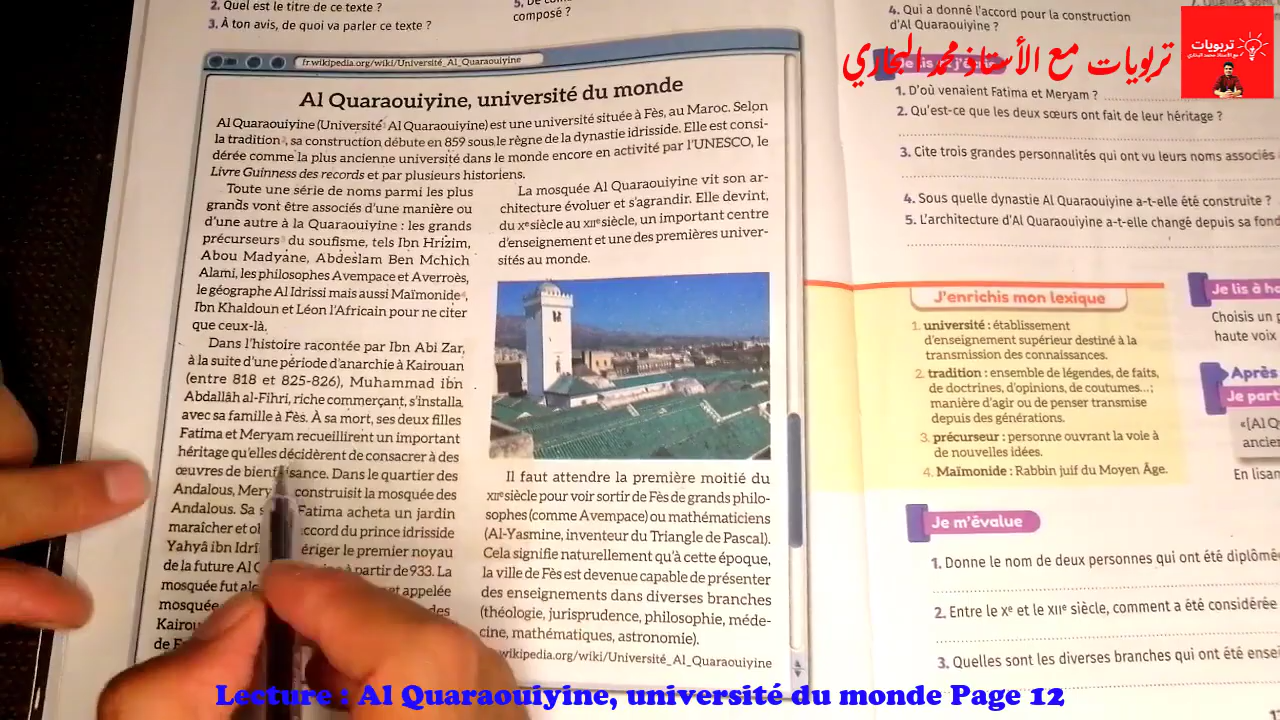 2. Quel est le titre de ce texte ?
3. À ton avis, de quoi va parler ce texte ?
composé ?
4. Qui a donné l'accord pour la construction
d'Al Quaraouiyine ?
تربويات مع الأستاذ محمد البخاري
تربويات
fr.wikipedia.org/wiki/Université_Al_Quaraouiyine
Al Quaraouiyine, université du monde
Al Quaraouiyine (Université Al Quaraouiyine) est une université située à Fès, au Maroc. Selon
la tradition, sa construction débute en 859 sous le règne de la dynastie idrisside. Elle est consi-
dérée comme la plus ancienne université dans le monde encore en activité par l'UNESCO, le
Livre Guinness des records et par plusieurs historiens.
Toute une série de noms parmi les plus
grands vont être associés d'une manière ou
d'une autre à la Quaraouiyine : les grands
précurseurs du soufisme, tels Ibn Hrizim,
Abou Madyane, Abdeslam Ben Mchich
Alami, les philosophes Avempace et Averroès,
le géographe Al Idrissi mais aussi Maïmonide,
Ibn Khaldoun et Léon l'Africain pour ne citer
que ceux-là.
Dans l'histoire racontée par Ibn Abi Zar,
à la suite d'une période d'anarchie à Kairouan
(entre 818 et 825-826), Muhammad ibn
Abdallâh al-Fihri, riche commerçant, s'installa
avec sa famille à Fès. À sa mort, ses deux filles
Fatima et Meryam recueillirent un important
héritage qu'elles décidèrent de consacrer à des
œuvres de bienfaisance. Dans le quartier des
Andalous, Mery construisit la mosquée des
Andalous. Sa Fatima acheta un jardin
maraîcher et accord du prince idrisside
Yahyâ ibn Idri ériger le premier noyau
de la future Al à partir de 933. La
mosquée fut et appelée
mosquée des
Kairou
de
La mosquée Al Quaraouiyine vit son ar-
chitecture évoluer et s'agrandir. Elle devint,
du Xe siècle au XIIe siècle, un important centre
d'enseignement et une des premières univer-
sités au monde.
Il faut attendre la première moitié du
XIIe siècle pour voir sortir de Fès de grands philo-
sophes (comme Avempace) ou mathématiciens
(Al-Yasmine, inventeur du Triangle de Pascal).
Cela signifie naturellement qu'à cette époque,
la ville de Fès est devenue capable de présenter
des enseignements dans diverses branches
(théologie, jurisprudence, philosophie, méde-
cine, mathématiques, astronomie).
wikipedia.org/wiki/Université_Al_Quaraouiyine
1. D'où venaient Fatima et Meryam ?
2. Qu'est-ce que les deux sœurs ont fait de leur héritage ?
3. Cite trois grandes personnalités qui ont vu leurs noms associés
4. Sous quelle dynastie Al Quaraouiyine a-t-elle été construite ?
5. L'architecture d'Al Quaraouiyine a-t-elle changé depuis sa fond
J'enrichis mon lexique
1. université : établissement
d'enseignement supérieur destiné à la
transmission des connaissances.
2. tradition : ensemble de légendes, de faits,
de doctrines, d'opinions, de coutumes...;
manière d'agir ou de penser transmise
depuis des générations.
3. précurseur : personne ouvrant la voie à
de nouvelles idées.
4. Maïmonide : Rabbin juif du Moyen Âge.
Je lis à ha
Choisis un p
haute voix
Après
Je part
«[Al Q
ancien
En lisan
Je m'évalue
1. Donne le nom de deux personnes qui ont été diplômé
2. Entre le Xe et le XIIe siècle, comment a été considérée
3. Quelles sont les diverses branches qui ont été ensei
Lecture : Al Quaraouiyine, université du monde Page 12